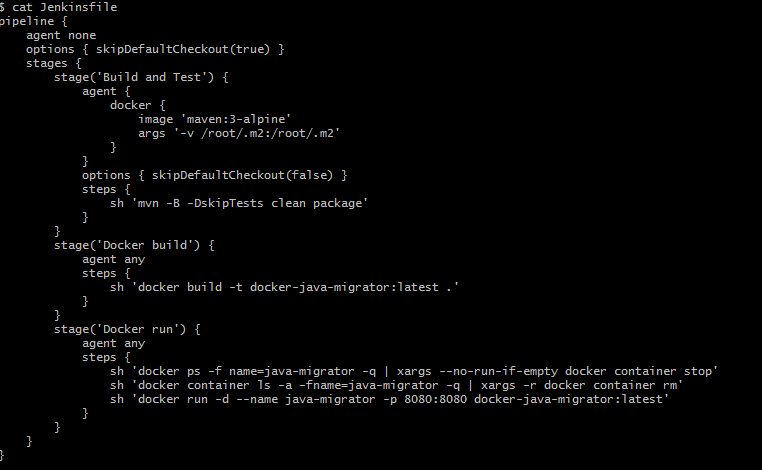 $ cat Jenkinsfile
pipeline {
    agent none
    options { skipDefaultCheckout(true) }
    stages {
        stage('Build and Test') {
            agent {
                docker {
                    image 'maven:3-alpine'
                    args '-v /root/.m2:/root/.m2'
                }
            }
            options { skipDefaultCheckout(false) }
            steps {
                sh 'mvn -B -DskipTests clean package'
            }
        }
        stage('Docker build') {
            agent any
            steps {
                sh 'docker build -t docker-java-migrator:latest .'
            }
        }
        stage('Docker run') {
            agent any
            steps {
                sh 'docker ps -f name=java-migrator -q | xargs --no-run-if-empty docker container stop'
                sh 'docker container ls -a -fname=java-migrator -q | xargs -r docker container rm'
                sh 'docker run -d --name java-migrator -p 8080:8080 docker-java-migrator:latest'
            }
        }
    }
}